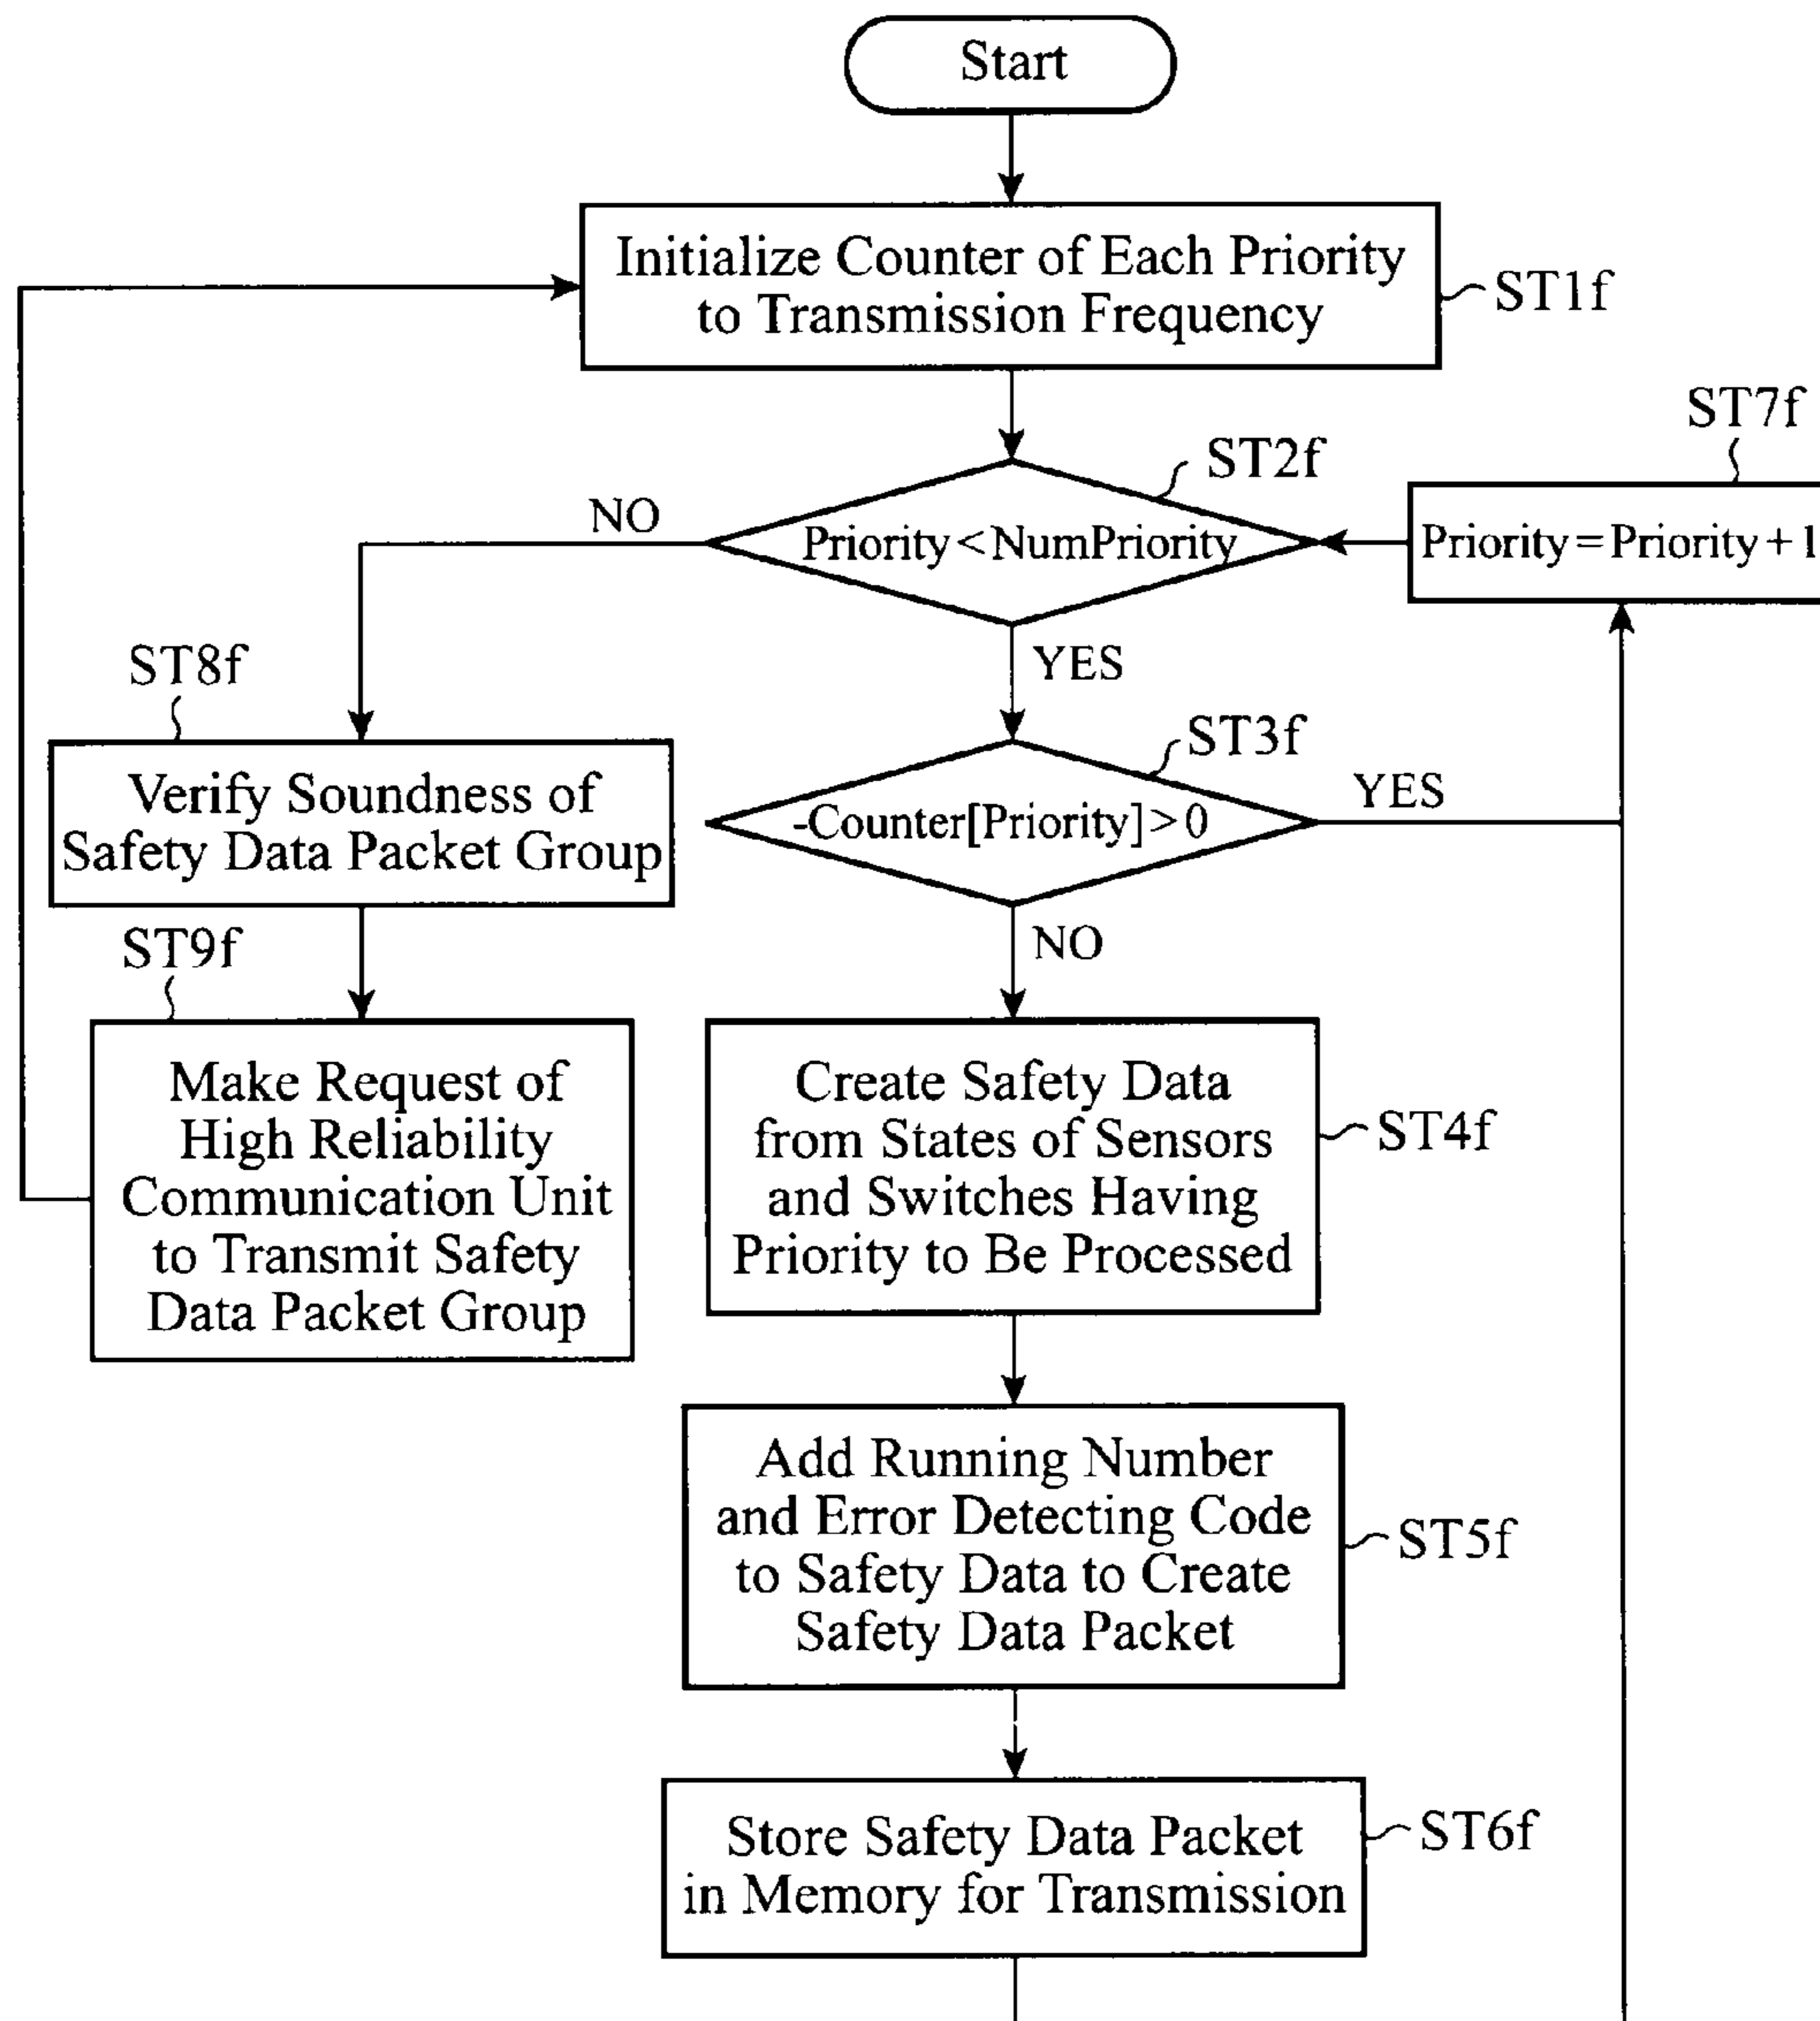 Start
Initialize Counter of Each Priority
to Transmission Frequency
ST1f
ST7f
ST2f
NO
Priority<NumPriority
Priority=Priority+1
YES
ST8f
ST3f
Verify Soundness of
Safety Data Packet Group
-Counter[Priority]>0
YES
ST9f
NO
Make Request of
High Reliability
Communication Unit
to Transmit Safety
Data Packet Group
Create Safety Data
from States of Sensors
and Switches Having
Priority to Be Processed
ST4f
Add Running Number
and Error Detecting Code
to Safety Data to Create
Safety Data Packet
ST5f
Store Safety Data Packet
in Memory for Transmission
ST6f